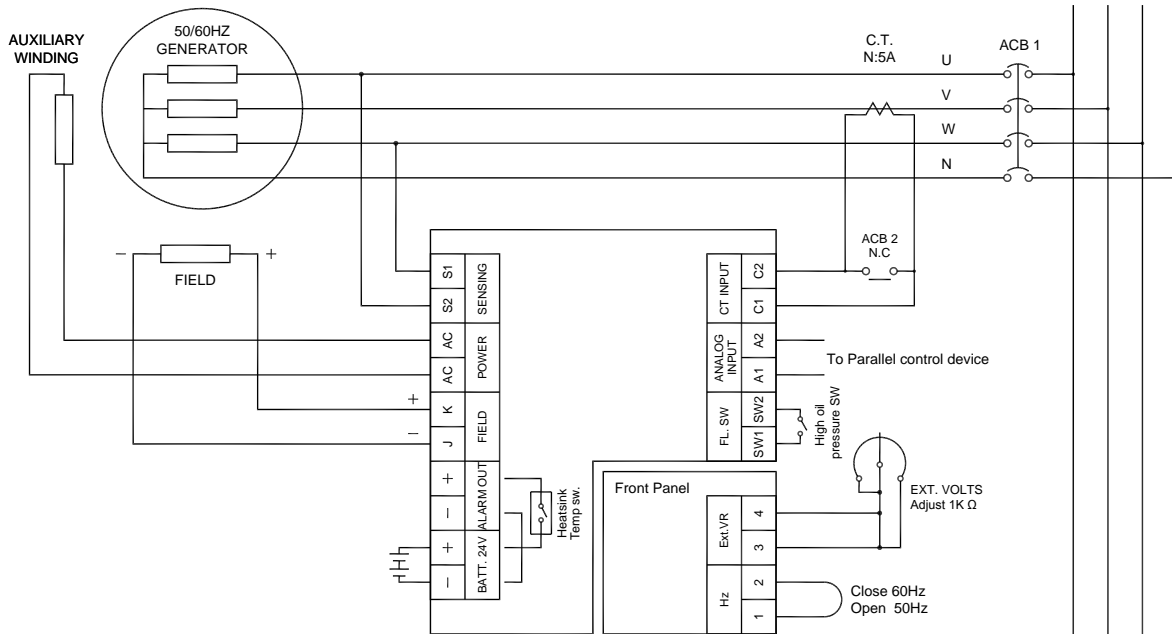 AUXILIARY
WINDING
50/60HZ
GENERATOR
C.T.
N:5A
ACB 1
U
V
W
N
− FIELD +
ACB 2
N.C
S1
S2
SENSING
AC
AC
POWER
+
−
K
J
FIELD
+
−
ALARM OUT
+
−
BATT. 24V
Heatsink
Temp sw.
CT INPUT
C2
C1
ANALOG
INPUT
A2
A1
To Parallel control device
FL. SW
SW2
SW1
High oil
pressure SW
Front Panel
Ext.VR
4
3
Hz
2
1
EXT. VOLTS
Adjust 1K Ω
Close 60Hz
Open 50Hz